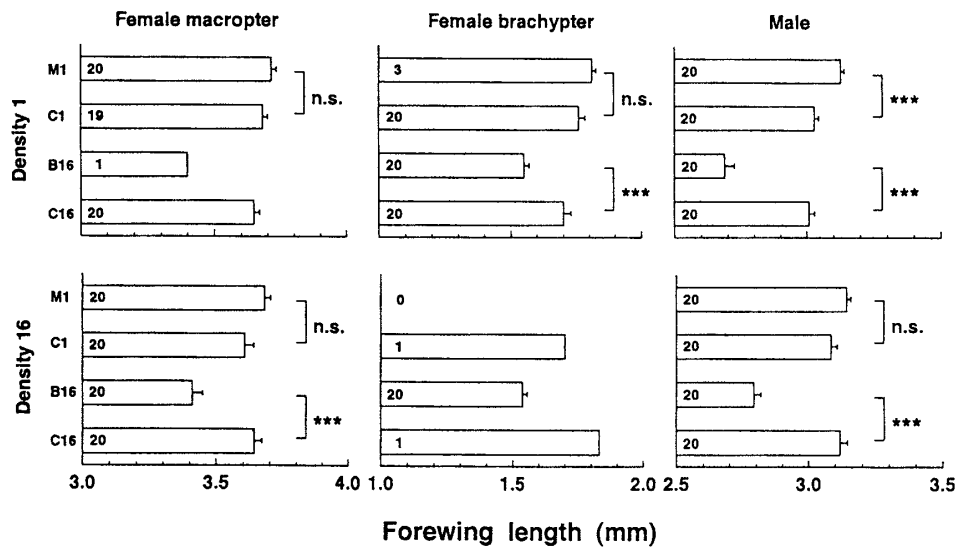 Female macropter Female brachypter Male
Density 1
M1 20 3 20
n.s. n.s. ***
C1 19 20 20
B16 1 20 20
*** ***
C16 20 20 20
Density 16
M1 20 0 20
n.s. n.s.
C1 20 1 20
B16 20 20 20
*** ***
C16 20 1 20
3.0 3.5 4.0 1.0 1.5 2.0 2.5 3.0 3.5
Forewing length (mm)